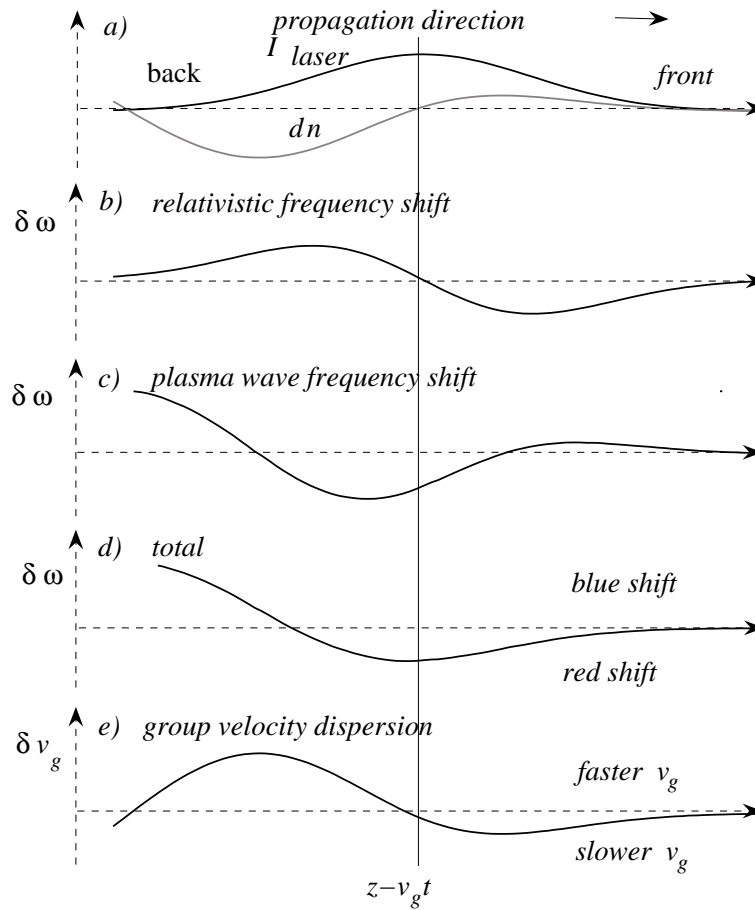 a)
propagation direction
I laser
back
front
dn
b) relativistic frequency shift
δ ω
c) plasma wave frequency shift
δ ω
d) total
δ ω
blue shift
red shift
e) group velocity dispersion
δ v_g
faster v_g
slower v_g
z−v_g t